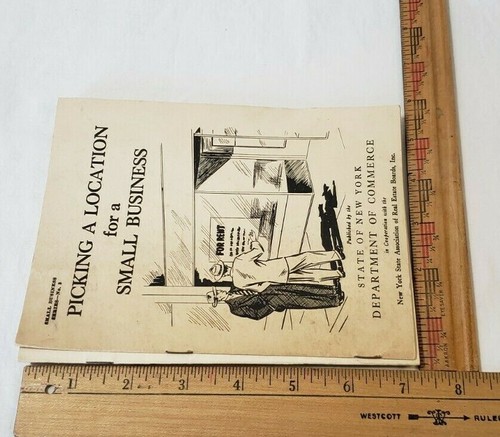 SMALL BUSINESS
SERIES—No. 2
PICKING A LOCATION
for a
SMALL BUSINESS
FOR RENT
Published by the
STATE OF NEW YORK
DEPARTMENT OF COMMERCE
in Cooperation with the
New York State Association of Real Estate Boards, Inc.
1 2 3 4 5 6 7 8
WESTCOTT RULE